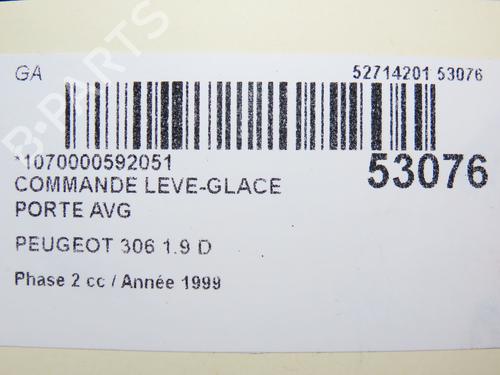 GA 52714201 53076
*1070000592051 53076
COMMANDE LEVE-GLACE
PORTE AVG
PEUGEOT 306 1.9 D
Phase 2 cc / Année 1999
B-PARTS